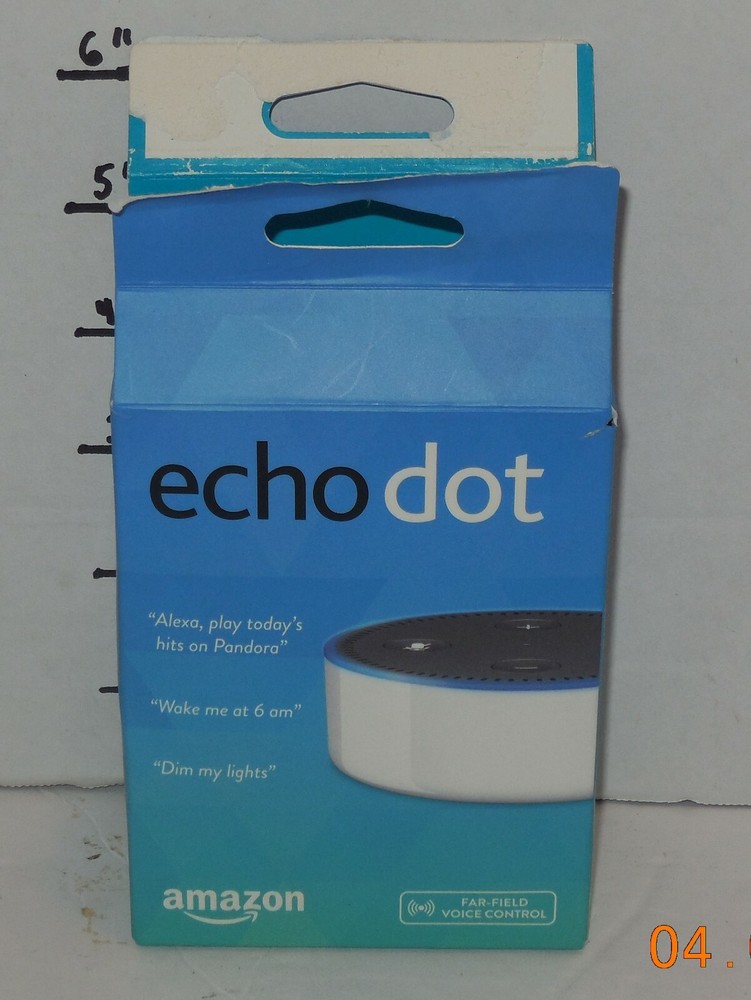 6"
5"
4
echo dot
“Alexa, play today’s
hits on Pandora”
“Wake me at 6 am”
“Dim my lights”
amazon
FAR-FIELD
VOICE CONTROL
04.